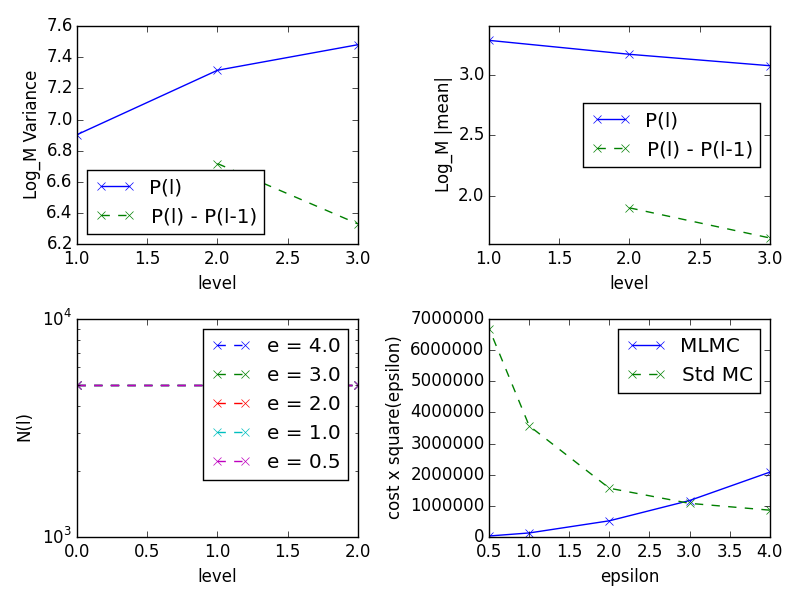 7.6
7.4
7.2
7.0
6.8
6.6
6.4
6.2
Log_M Variance
P(l)
P(l) - P(l-1)
1.0 1.5 2.0 2.5 3.0
level
3.0
2.5
2.0
Log_M |mean|
P(l)
P(l) - P(l-1)
1.0 1.5 2.0 2.5 3.0
level
10^4
10^3
N(l)
e = 4.0
e = 3.0
e = 2.0
e = 1.0
e = 0.5
0.0 0.5 1.0 1.5 2.0
level
7000000
6000000
5000000
4000000
3000000
2000000
1000000
0
cost x square(epsilon)
MLMC
Std MC
0.5 1.0 1.5 2.0 2.5 3.0 3.5 4.0
epsilon